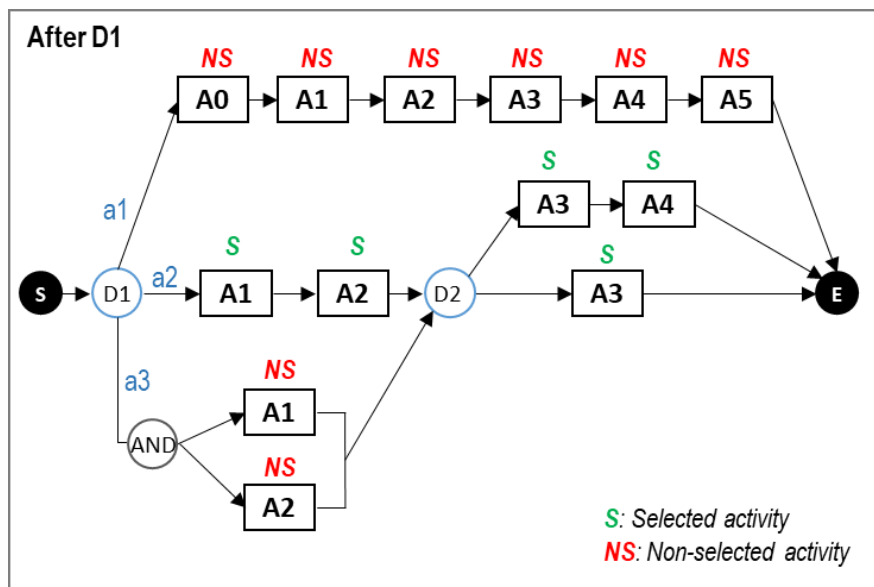 After D1
NS NS NS NS NS NS
A0 A1 A2 A3 A4 A5
S S
A3 A4
a1
S S S
S D1 a2 A1 A2 D2 A3 E
a3
NS
A1
AND
NS
A2
S: Selected activity
NS: Non-selected activity